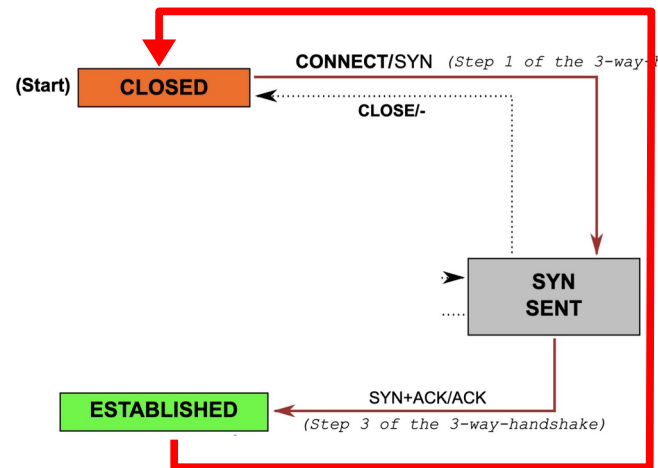 CONNECT/SYN (Step 1 of the 3-way-h
(Start)
CLOSED
CLOSE/-
SYN
SENT
SYN+ACK/ACK
ESTABLISHED
(Step 3 of the 3-way-handshake)